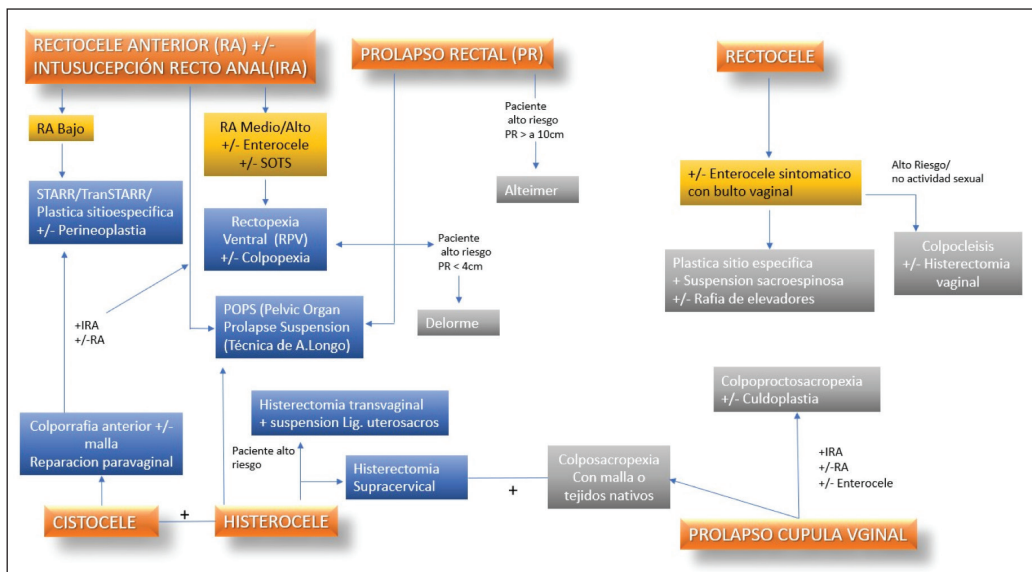 RECTOCELE ANTERIOR (RA) +/-
INTUSUCEPCIÓN RECTO ANAL(IRA)
PROLAPSO RECTAL (PR)
RECTOCELE
RA Bajo
RA Medio/Alto
+/- Enterocele
+/- SOTS
Paciente
alto riesgo
PR > a 10cm
Alteimer
STARR/TranSTARR/
Plastica sitioespecifica
+/- Perineoplastia
Rectopexia
Ventral (RPV)
+/- Colpopexia
Paciente
alto riesgo
PR < 4cm
Delorme
+/- Enterocele sintomatico
con bulto vaginal
Alto Riesgo/
no actividad sexual
Plastica sitio especifica
+ Suspension sacroespinosa
+/- Rafia de elevadores
Colpocleisis
+/- Histerectomia
vaginal
+IRA
+/-RA
POPS (Pelvic Organ
Prolapse Suspension
(Técnica de A.Longo)
Colporrafia anterior +/-
malla
Reparacion paravaginal
Histerectomia transvaginal
+ suspension Lig. uterosacros
Paciente alto
riesgo
Histerectomia
Supracervical
+
Colposacropexia
Con malla o
tejidos nativos
Colpoproctosacropexia
+/- Culdoplastia
+IRA
+/-RA
+/- Enterocele
CISTOCELE
+
HISTEROCELE
PROLAPSO CUPULA VGINAL